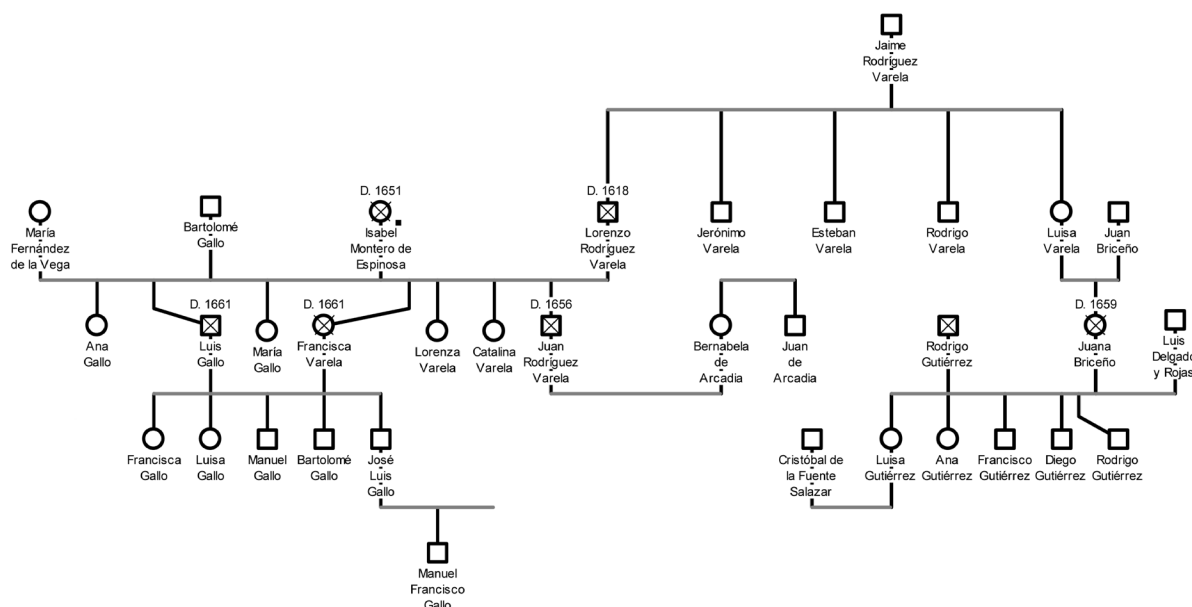 Jaime
Rodríguez
Varela
D. 1651
D. 1618
María
Fernández
de la Vega
Bartolomé
Gallo
Isabel
Montero de
Espinosa
Lorenzo
Rodríguez
Varela
Jerónimo
Varela
Esteban
Varela
Rodrigo
Varela
Luisa
Varela
Juan
Briceño
D. 1661
D. 1661
D. 1656
D. 1659
Ana
Gallo
Luis
Gallo
María
Gallo
Francisca
Varela
Lorenza
Varela
Catalina
Varela
Juan
Rodríguez
Varela
Bernabela
de
Arcadia
Juan
de
Arcadia
Rodrigo
Gutiérrez
Juana
Briceño
Luis
Delgado
y Rojas
Francisca
Gallo
Luisa
Gallo
Manuel
Gallo
Bartolomé
Gallo
José
Luis
Gallo
Cristóbal de
la Fuente
Salazar
Luisa
Gutiérrez
Ana
Gutiérrez
Francisco
Gutiérrez
Diego
Gutiérrez
Rodrigo
Gutiérrez
Manuel
Francisco
Gallo